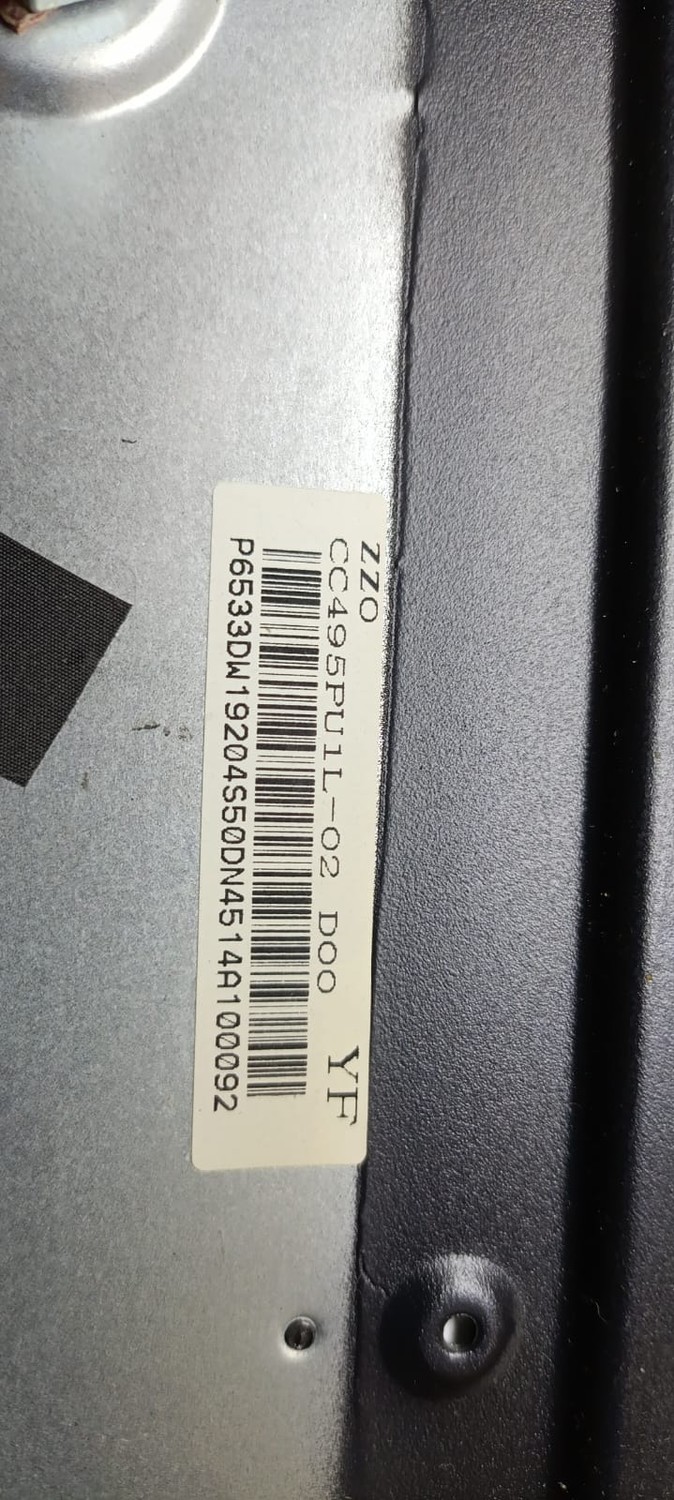 ZZO
CC495PU1L-02 D00 YF
P6533DW19204S50DN4514A100092